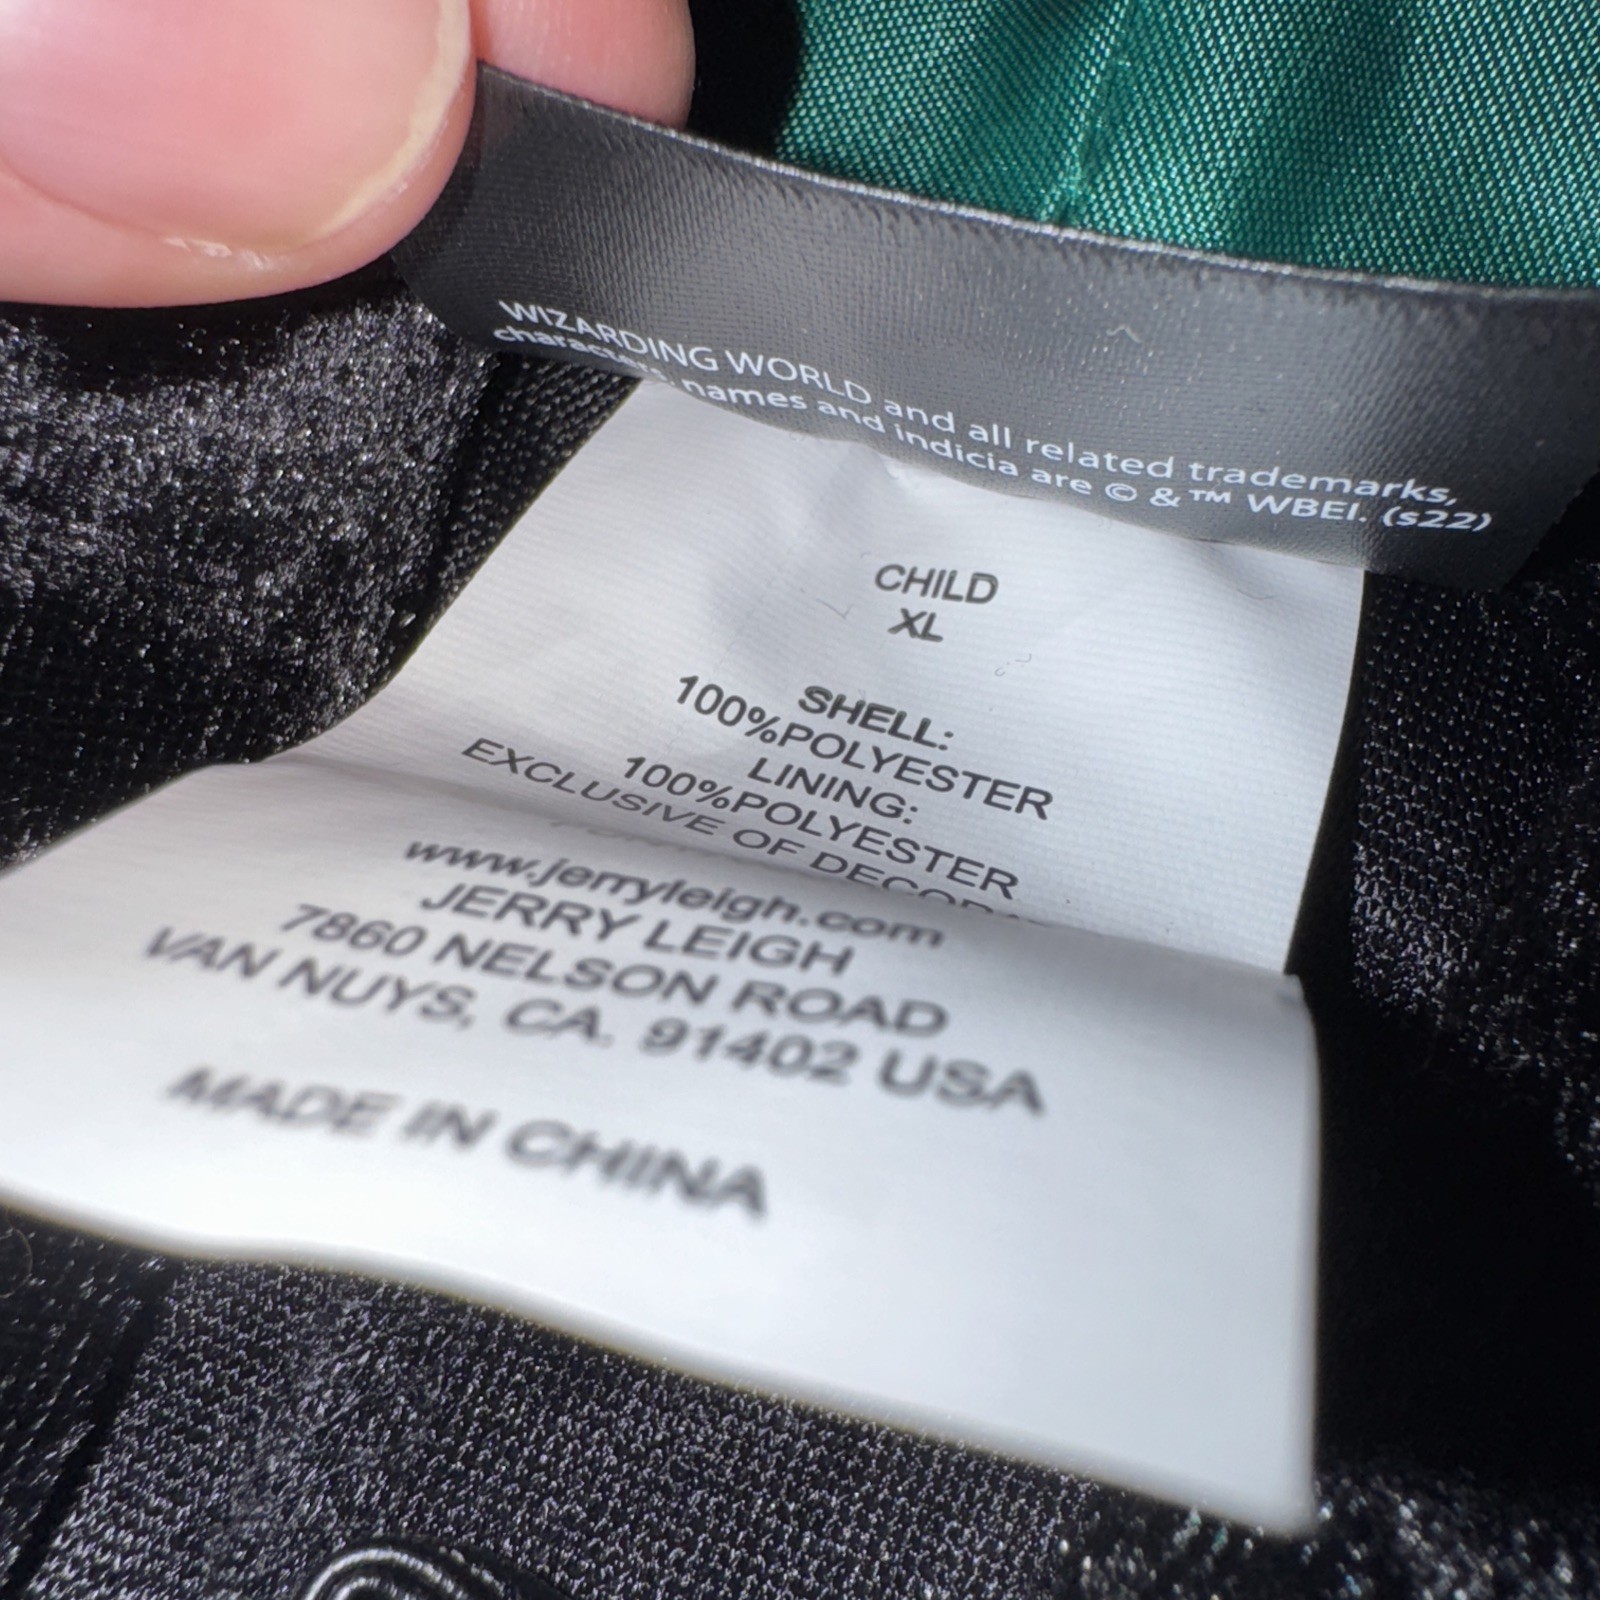 WIZARDING WORLD and all related trademarks,
characters, names and indicia are © & ™ WBEI. (s22)
CHILD
XL
SHELL:
100%POLYESTER
LINING:
100%POLYESTER
EXCLUSIVE OF
www.jerryleigh.com
JERRY LEIGH
7860 NELSON ROAD
VAN NUYS, CA. 91402 USA
MADE IN CHINA